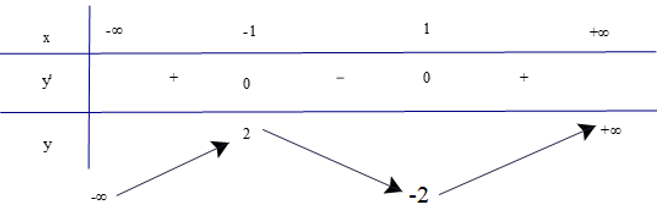 x -∞ -1 1 +∞
y' + 0 − 0 +
2 +∞
y
-∞ -2